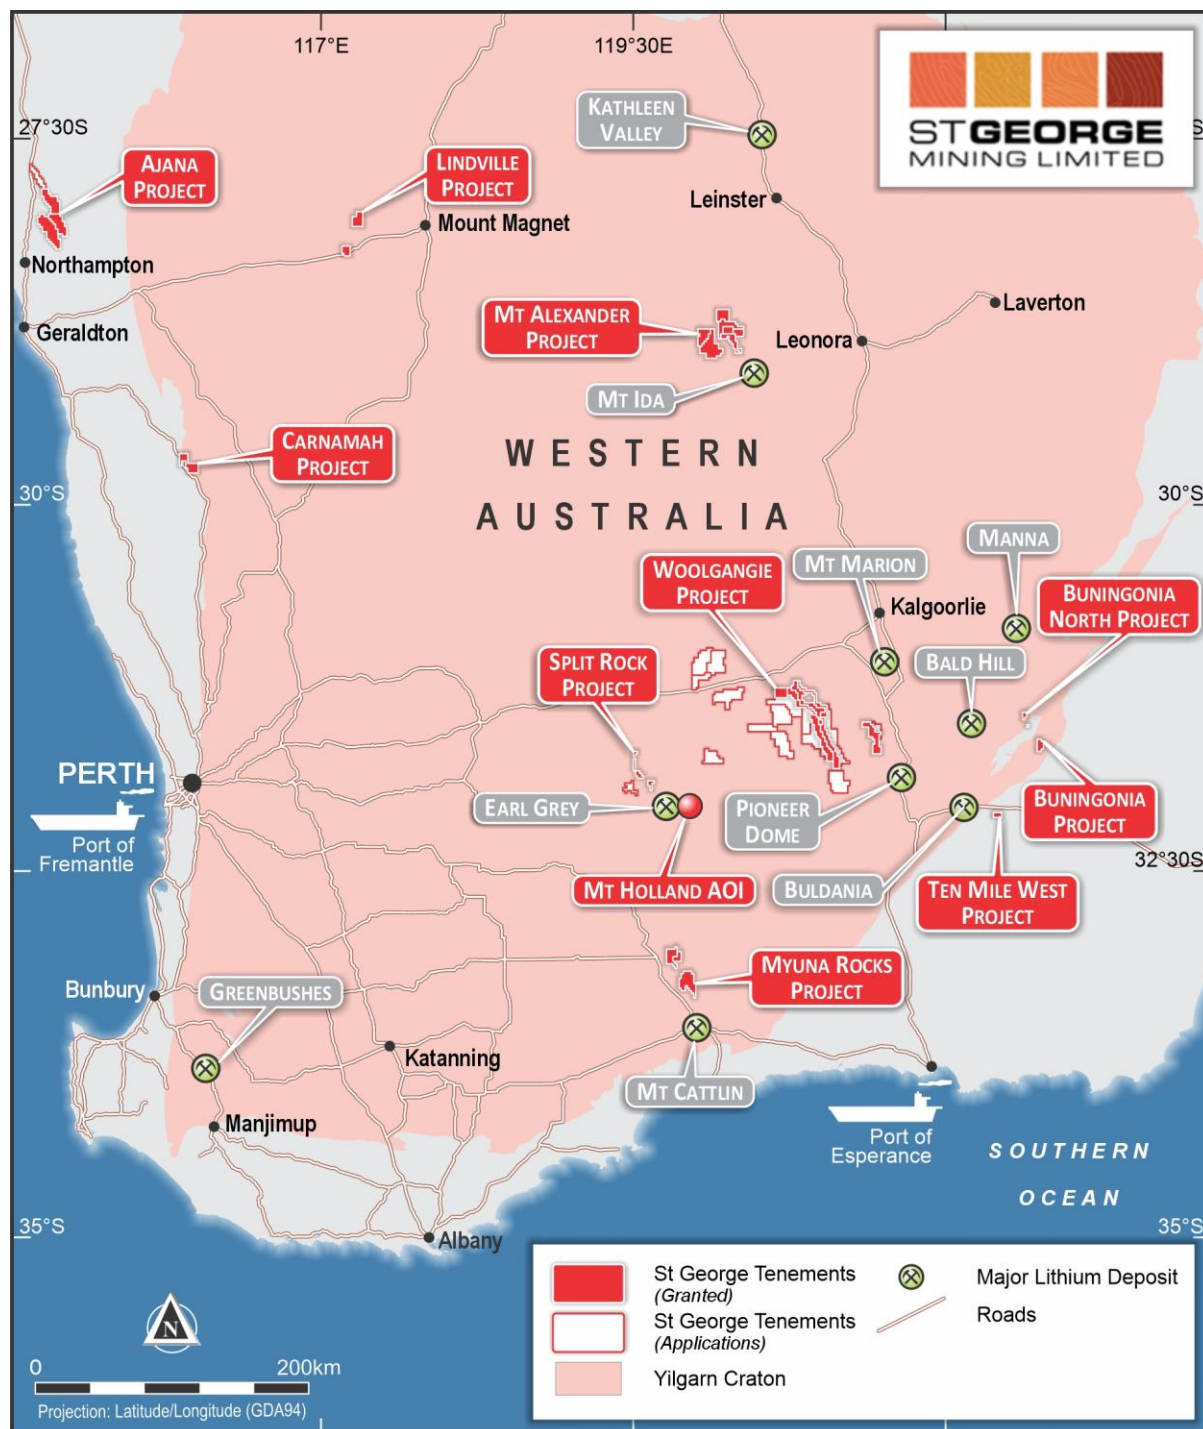 117°E
119°30E
STGEORGE
MINING LIMITED
27°30S
S
KATHLEEN
VALLEY
AJANA
PROJECT
LINDVILLE
PROJECT
Leinster
Mount Magnet
Northampton
MT ALEXANDER
PROJECT
Laverton
Geraldton
Leonora
MT IDA
CARNAMAH
PROJECT
WESTERN
AUSTRALIA
30°S
30°S
MANNA
MT MARION
WOOLGANGIE
PROJECT
BUNINGONIA
NORTH PROJECT
Kalgoorlie
SPLIT ROCK
PROJECT
BALD HILL
PERTH
EARL GREY
PIONEER
DOME
BUNINGONIA
PROJECT
Port of
Fremantle
32°30S
MT HOLLAND AOI
BULDANIA
TEN MILE WEST
PROJECT
MYUNA ROCKS
PROJECT
Bunbury
GREENBUSHES
Katanning
MT CATTLIN
Manjimup
Port of
Esperance
SOUTHERN
OCEAN
35°S
35°S
Albany
St George Tenements
(Granted)
Major Lithium Deposit
St George Tenements
(Applications)
Roads
Yilgarn Craton
N
0 200km
Projection: Latitude/Longitude (GDA94)